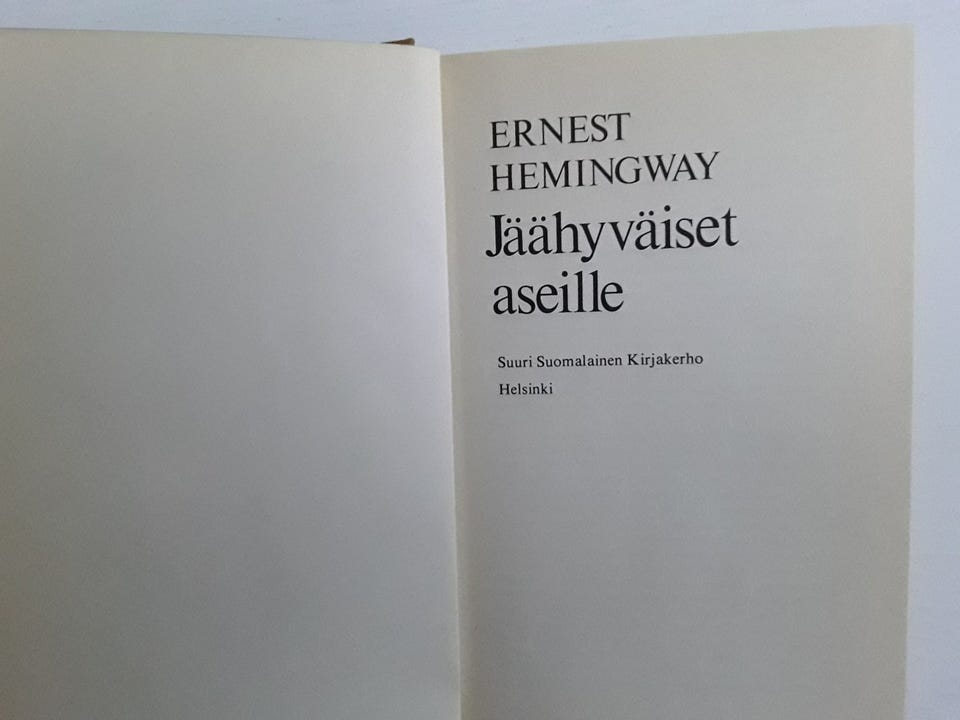 ERNEST
HEMINGWAY
Jäähyväiset
aseille
Suuri Suomalainen Kirjakerho
Helsinki